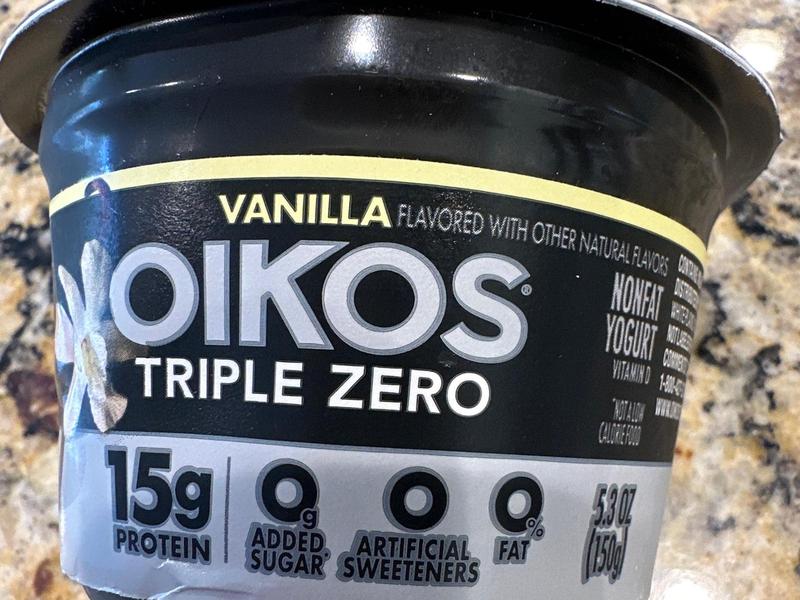 VANILLA FLAVORED WITH OTHER NATURAL FLAVORS
OIKOS®
TRIPLE ZERO
NONFAT
YOGURT
VITAMIN D
*NOT A LOW
CALORIE FOOD
15g
PROTEIN
0g
ADDED
SUGAR*
0
ARTIFICIAL
SWEETENERS
0%
FAT
5.3 OZ
(150g)